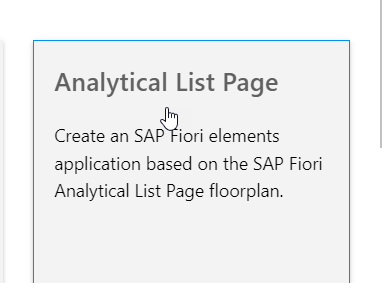 Analytical List Page
Create an SAP Fiori elements
application based on the SAP Fiori
Analytical List Page floorplan.